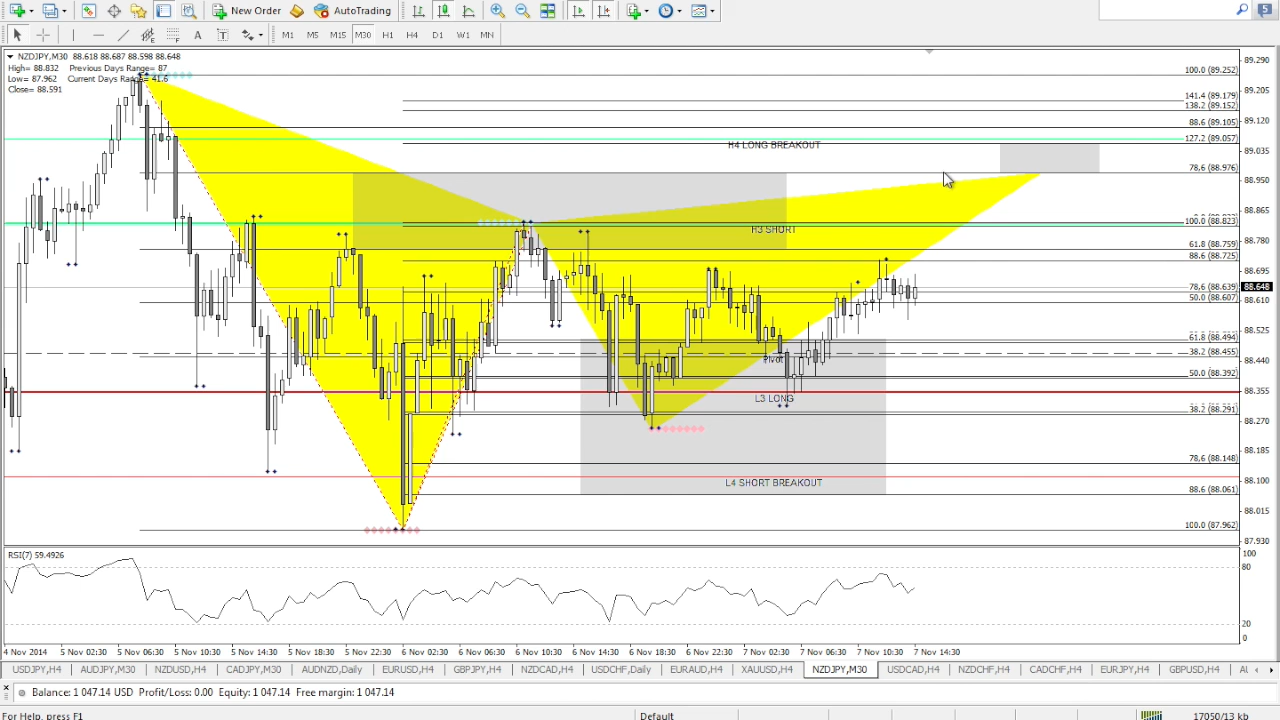 New Order
AutoTrading
5
A T
M1 M5 M15 M30 H1 H4 D1 W1 MN
NZDJPY,M30 88.618 88.687 88.598 88.648
High= 88.832 Previous Days Range= 87
Low= 87.962 Current Days Range= 41.6
Close= 88.591
100.0 (89.252)
141.4 (89.179)
138.2 (89.152)
88.6 (89.105)
127.2 (89.057)
H4 LONG BREAKOUT
78.6 (88.976)
100.0 (88.823)
H3 SHORT
61.8 (88.759)
88.6 (88.725)
78.6 (88.639)
50.0 (88.607)
61.8 (88.494)
38.2 (88.455)
Pivot
50.0 (88.392)
L3 LONG
38.2 (88.291)
78.6 (88.148)
L4 SHORT BREAKOUT
88.6 (88.061)
100.0 (87.962)
89.290
89.205
89.120
89.035
88.950
88.865
88.780
88.695
88.648
88.610
88.525
88.440
88.355
88.270
88.185
88.100
88.015
87.930
RSI(7) 59.4926
100
80
20
0
4 Nov 2014 5 Nov 02:30 5 Nov 06:30 5 Nov 10:30 5 Nov 14:30 5 Nov 18:30 5 Nov 22:30 6 Nov 02:30 6 Nov 06:30 6 Nov 10:30 6 Nov 14:30 6 Nov 18:30 6 Nov 22:30 7 Nov 02:30 7 Nov 06:30 7 Nov 10:30 7 Nov 14:30
USDJPY,H4 AUDJPY,M30 NZDUSD,H4 CADJPY,M30 AUDNZD,Daily EURUSD,H4 GBPJPY,H4 NZDCAD,H4 USDCHF,Daily EURAUD,H4 XAUUSD,H4 NZDJPY,M30 USDCAD,H4 NZDCHF,H4 CADCHF,H4 EURJPY,H4 GBPUSD,H4
Balance: 1 047.14 USD Profit/Loss: 0.00 Equity: 1 047.14 Free margin: 1 047.14
For Help, press F1 Default 17050/13 kb